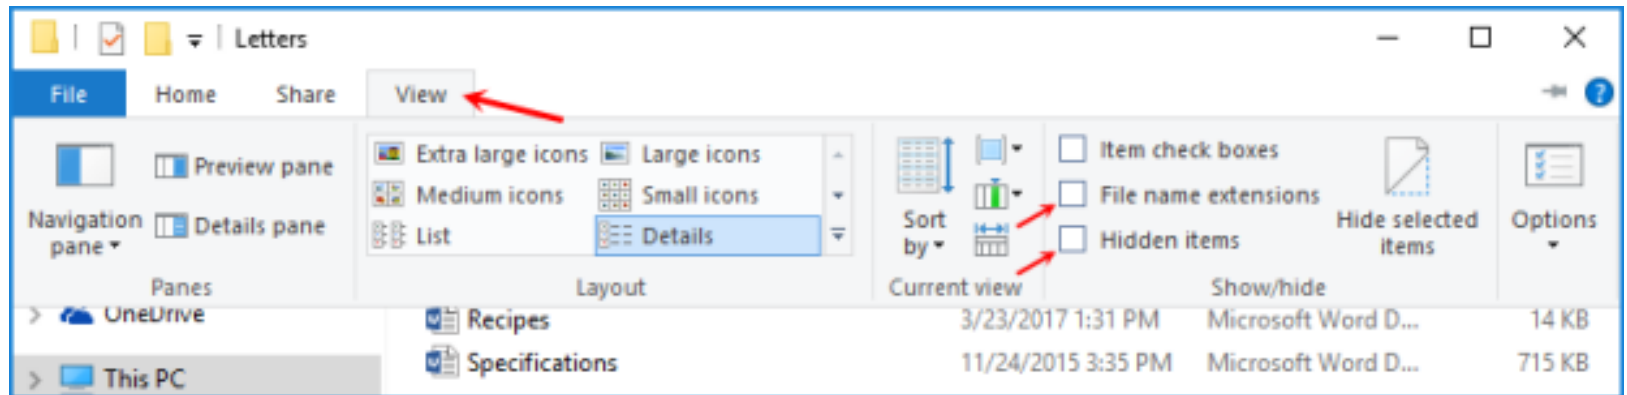 Letters
File Home Share View
?
Navigation pane
Preview pane
Details pane
Panes
Extra large icons Large icons
Medium icons Small icons
List Details
Layout
Sort by
Current view
Item check boxes
File name extensions
Hidden items
Hide selected items
Show/hide
Options
OneDrive
This PC
Recipes 3/23/2017 1:31 PM Microsoft Word D... 14 KB
Specifications 11/24/2015 3:35 PM Microsoft Word D... 715 KB